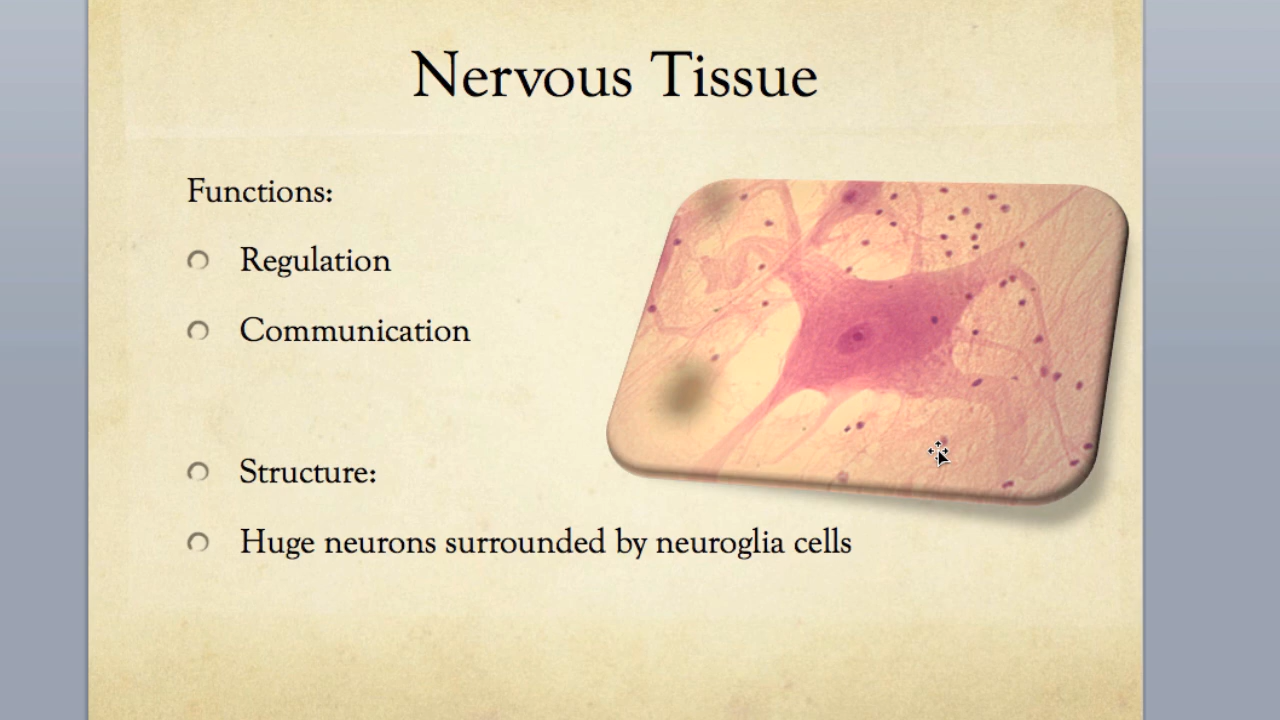 Nervous Tissue
Functions:
Regulation
Communication
Structure:
Huge neurons surrounded by neuroglia cells